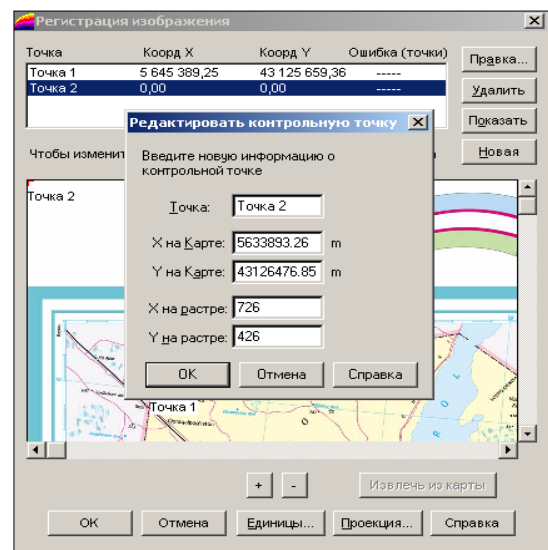 Регистрация изображения
Точка Коорд X Коорд Y Ошибка (точки)
Точка 1 5 645 389,25 43 125 659,36 -----
Точка 2 0,00 0,00 -----
Правка...
Удалить
Показать
Новая
Чтобы изменит
Редактировать контрольную точку
Введите новую информацию о
контрольной точке
Точка: Точка 2
X на Карте: 5633893.26 m
Y на Карте: 43126476.85 m
X на растре: 726
Y на растре: 426
OK Отмена Справка
Точка 2
Точка 1
+ - Извлечь из карты
OK Отмена Единицы... Проекция... Справка